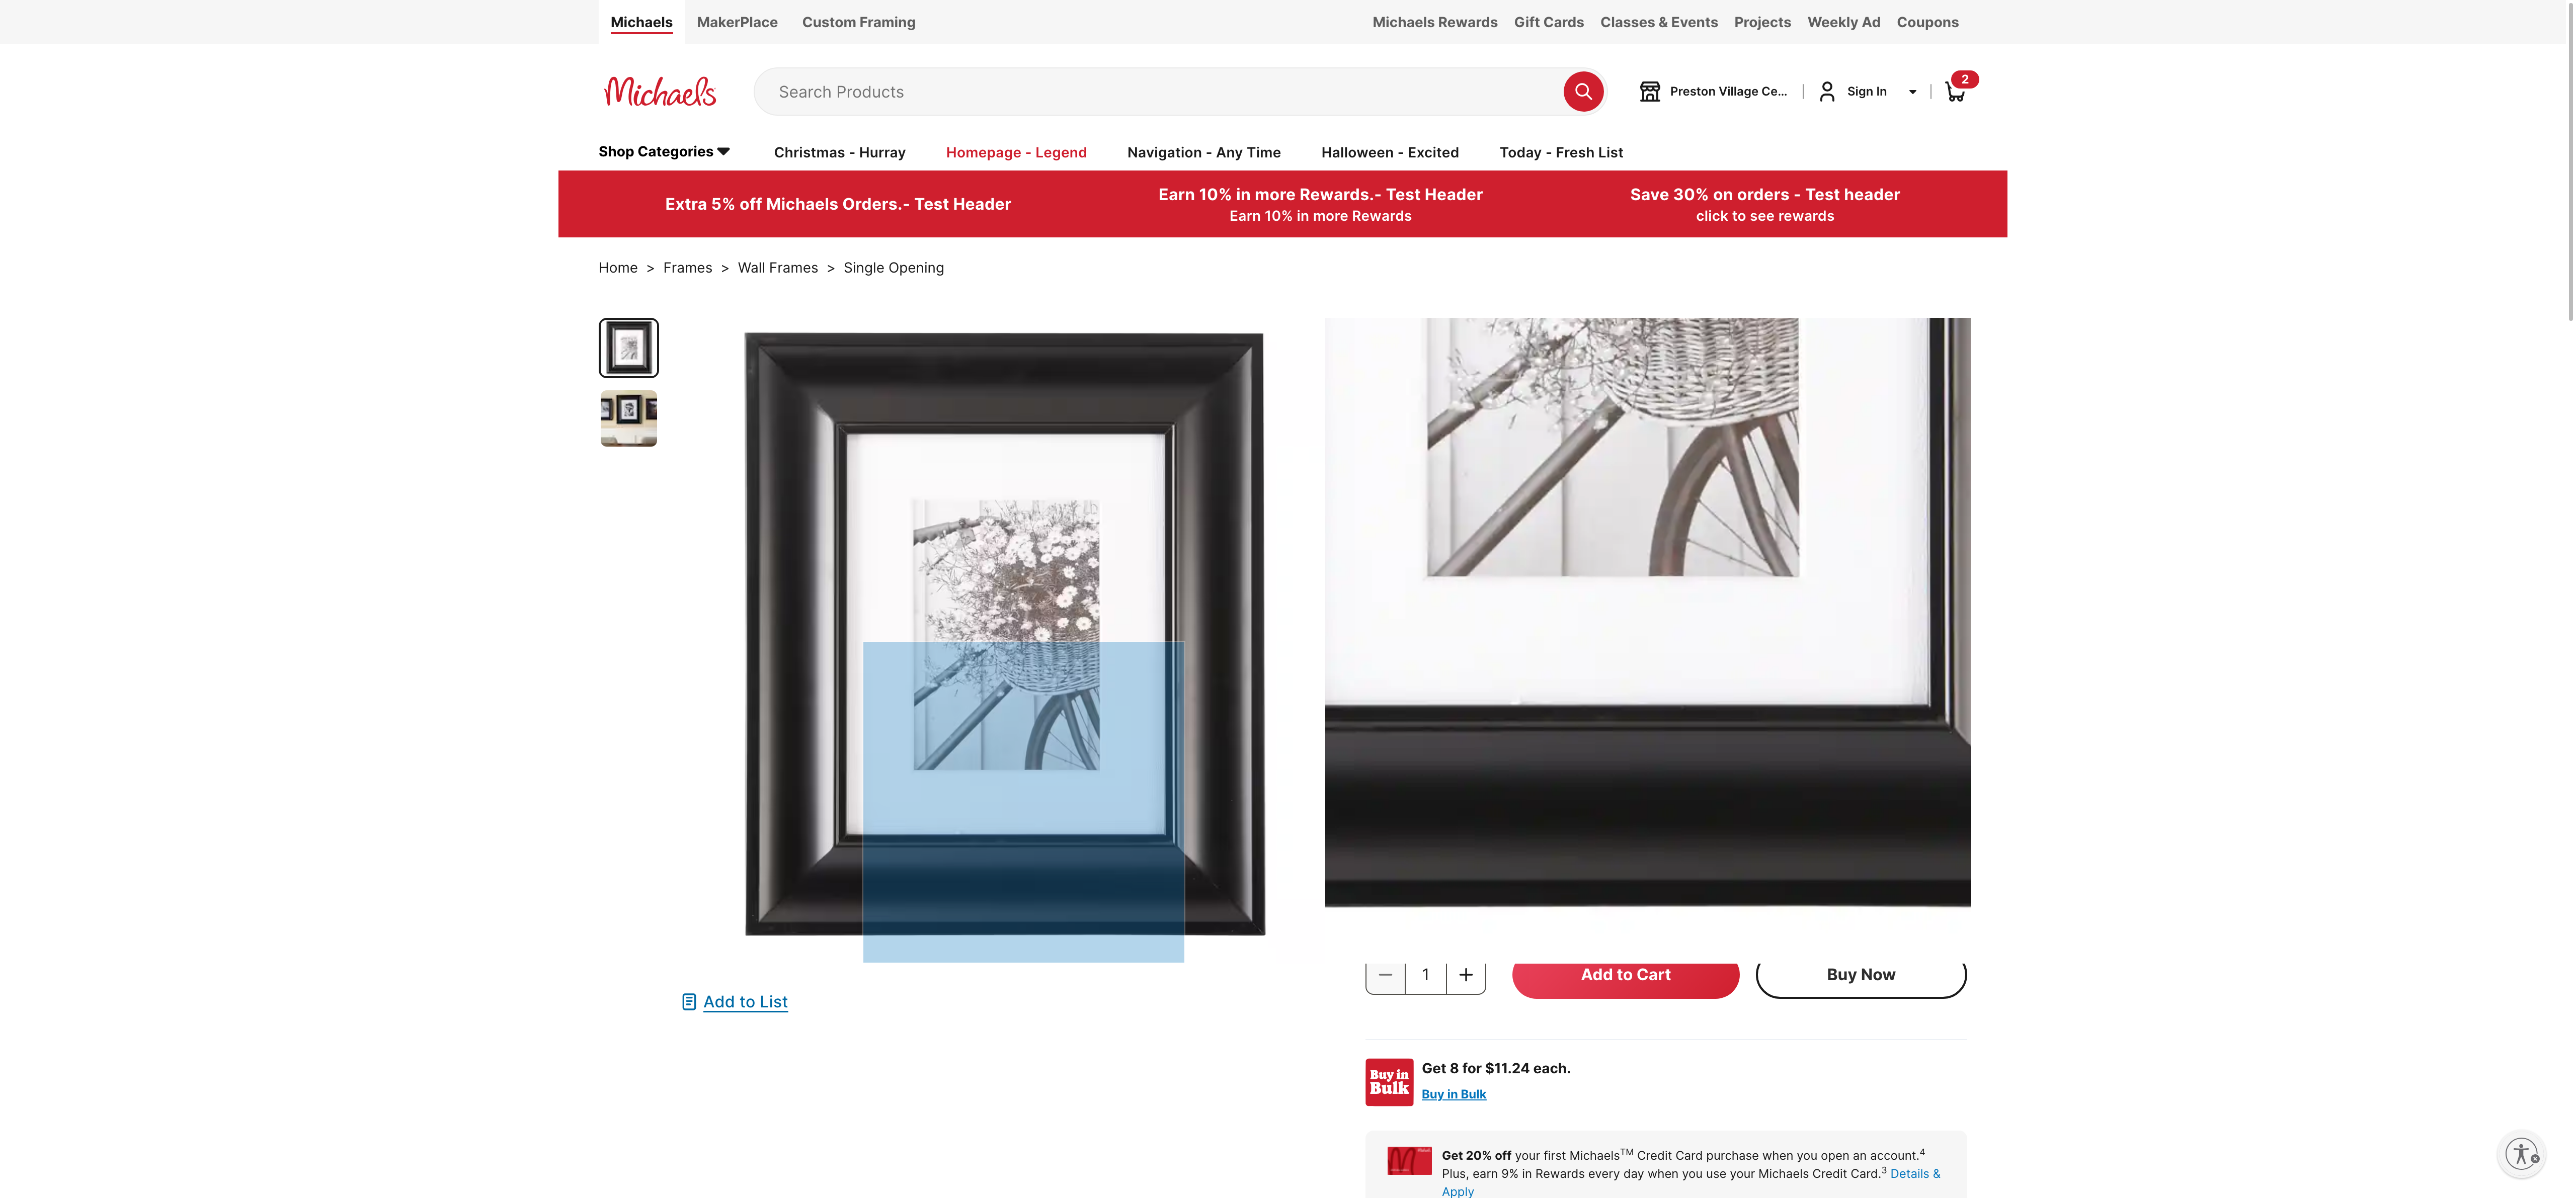 Michaels
MakerPlace
Custom Framing
Michaels Rewards
Gift Cards
Classes & Events
Projects
Weekly Ad
Coupons
Michaels
Search Products
Preston Village Ce...
Sign In
2
Shop Categories
Christmas - Hurray
Homepage - Legend
Navigation - Any Time
Halloween - Excited
Today - Fresh List
Extra 5% off Michaels Orders.- Test Header
Earn 10% in more Rewards.- Test Header
Earn 10% in more Rewards
Save 30% on orders - Test header
click to see rewards
Home > Frames > Wall Frames > Single Opening
1
Add to Cart
Buy Now
Add to List
Buy in
Bulk
Get 8 for $11.24 each.
Buy in Bulk
Get 20% off your first Michaels™ Credit Card purchase when you open an account.⁴
Plus, earn 9% in Rewards every day when you use your Michaels Credit Card.³ Details &
Apply